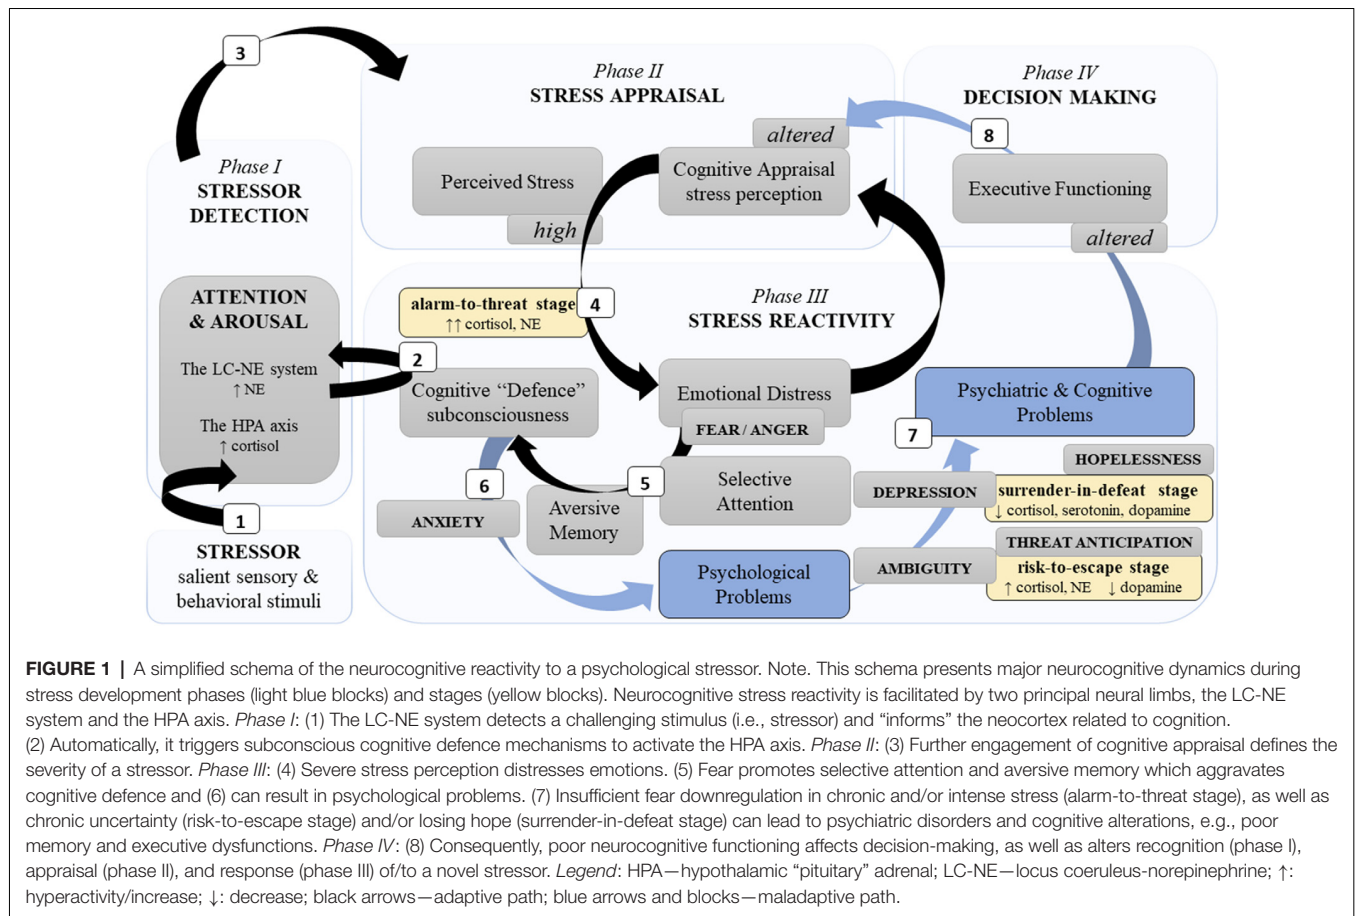 3
Phase II
STRESS APPRAISAL
Phase IV
DECISION MAKING
8
altered
Phase I
STRESSOR
DETECTION
Perceived Stress
high
Cognitive Appraisal
stress perception
Executive Functioning
altered
ATTENTION
& AROUSAL
The LC-NE system
↑ NE
The HPA axis
↑ cortisol
alarm-to-threat stage
↑↑ cortisol, NE
4
Phase III
STRESS REACTIVITY
2
Cognitive “Defence”
subconsciousness
Emotional Distress
FEAR / ANGER
Psychiatric & Cognitive
Problems
7
HOPELESSNESS
6
5
Selective
Attention
DEPRESSION
surrender-in-defeat stage
↓ cortisol, serotonin, dopamine
ANXIETY
Aversive
Memory
1
THREAT ANTICIPATION
STRESSOR
salient sensory &
behavioral stimuli
Psychological
Problems
AMBIGUITY
risk-to-escape stage
↑ cortisol, NE ↓ dopamine
FIGURE 1 | A simplified schema of the neurocognitive reactivity to a psychological stressor. Note. This schema presents major neurocognitive dynamics during
stress development phases (light blue blocks) and stages (yellow blocks). Neurocognitive stress reactivity is facilitated by two principal neural limbs, the LC-NE
system and the HPA axis. Phase I: (1) The LC-NE system detects a challenging stimulus (i.e., stressor) and “informs” the neocortex related to cognition.
(2) Automatically, it triggers subconscious cognitive defence mechanisms to activate the HPA axis. Phase II: (3) Further engagement of cognitive appraisal defines the
severity of a stressor. Phase III: (4) Severe stress perception distresses emotions. (5) Fear promotes selective attention and aversive memory which aggravates
cognitive defence and (6) can result in psychological problems. (7) Insufficient fear downregulation in chronic and/or intense stress (alarm-to-threat stage), as well as
chronic uncertainty (risk-to-escape stage) and/or losing hope (surrender-in-defeat stage) can lead to psychiatric disorders and cognitive alterations, e.g., poor
memory and executive dysfunctions. Phase IV: (8) Consequently, poor neurocognitive functioning affects decision-making, as well as alters recognition (phase I),
appraisal (phase II), and response (phase III) of/to a novel stressor. Legend: HPA—hypothalamic “pituitary” adrenal; LC-NE—locus coeruleus-norepinephrine; ↑:
hyperactivity/increase; ↓: decrease; black arrows—adaptive path; blue arrows and blocks—maladaptive path.